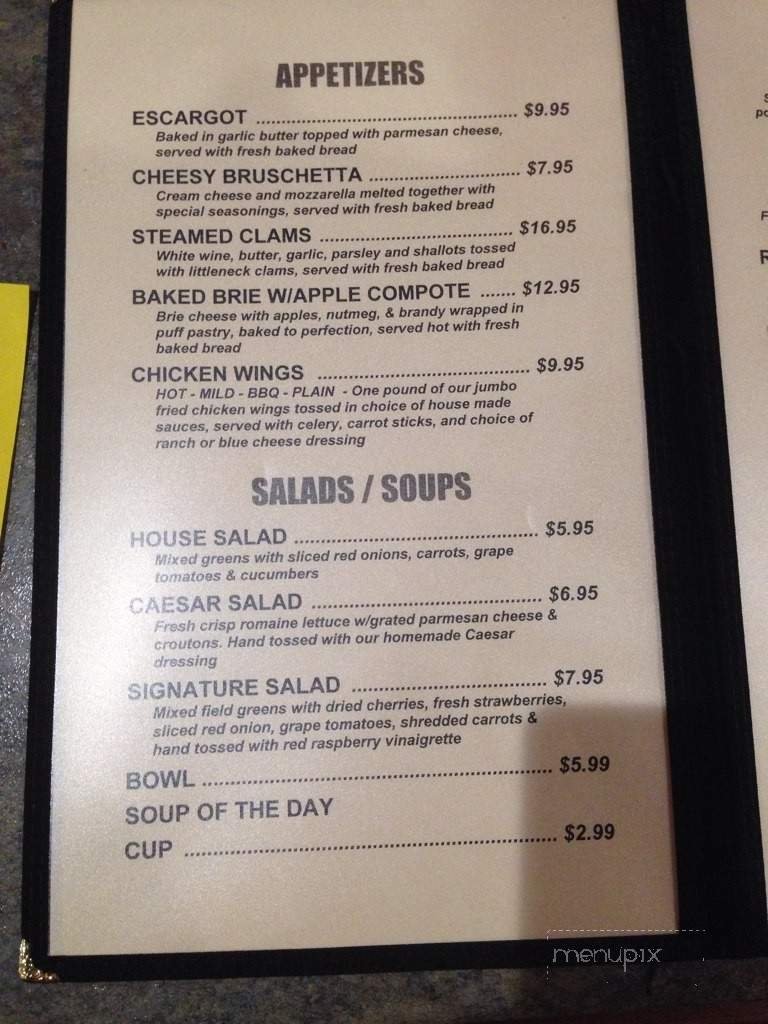 APPETIZERS
ESCARGOT ........................................ $9.95
Baked in garlic butter topped with parmesan cheese,
served with fresh baked bread
CHEESY BRUSCHETTA ............................ $7.95
Cream cheese and mozzarella melted together with
special seasonings, served with fresh baked bread
STEAMED CLAMS ................................... $16.95
White wine, butter, garlic, parsley and shallots tossed
with littleneck clams, served with fresh baked bread
BAKED BRIE W/APPLE COMPOTE ....... $12.95
Brie cheese with apples, nutmeg, & brandy wrapped in
puff pastry, baked to perfection, served hot with fresh
baked bread
CHICKEN WINGS .................................... $9.95
HOT - MILD - BBQ - PLAIN - One pound of our jumbo
fried chicken wings tossed in choice of house made
sauces, served with celery, carrot sticks, and choice of
ranch or blue cheese dressing
SALADS / SOUPS
HOUSE SALAD ........................................ $5.95
Mixed greens with sliced red onions, carrots, grape
tomatoes & cucumbers
CAESAR SALAD ...................................... $6.95
Fresh crisp romaine lettuce w/grated parmesan cheese &
croutons. Hand tossed with our homemade Caesar
dressing
SIGNATURE SALAD ................................ $7.95
Mixed field greens with dried cherries, fresh strawberries,
sliced red onion, grape tomatoes, shredded carrots &
hand tossed with red raspberry vinaigrette
BOWL ..................................................... $5.99
SOUP OF THE DAY
CUP ......................................................... $2.99
menupix